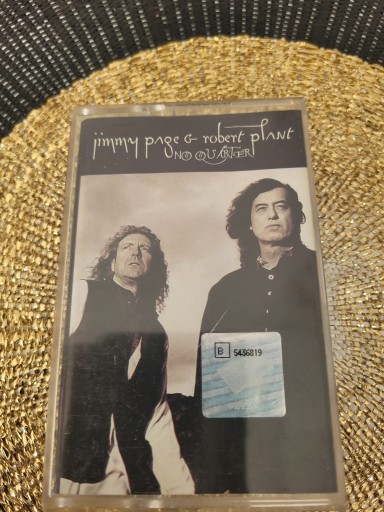 jimmy page & robert plant
NO QUARTER
B 5436819